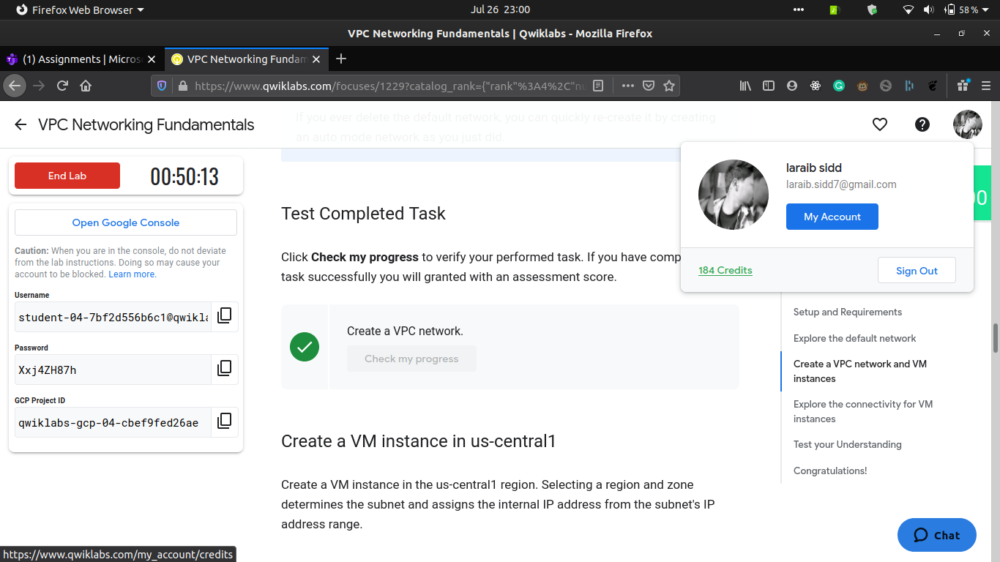 Firefox Web Browser
Jul 26 23:00
58 %
VPC Networking Fundamentals | Qwiklabs - Mozilla Firefox
(1) Assignments | Micros
VPC Networking Fundam
https://www.qwiklabs.com/focuses/1229?catalog_rank={"rank"%3A4%2C"nu
VPC Networking Fundamentals
If you ever delete the default network, you can quickly re-create it by creating
an auto mode network as you just did.
End Lab
00:50:13
Open Google Console
Caution: When you are in the console, do not deviate
from the lab instructions. Doing so may cause your
account to be blocked. Learn more.
Username
student-04-7bf2d556b6c1@qwikla
Password
Xxj4ZH87h
GCP Project ID
qwiklabs-gcp-04-cbef9fed26ae
Test Completed Task
Click Check my progress to verify your performed task. If you have comp
task successfully you will granted with an assessment score.
Create a VPC network.
Check my progress
Create a VM instance in us-central1
Create a VM instance in the us-central1 region. Selecting a region and zone
determines the subnet and assigns the internal IP address from the subnet's IP
address range.
laraib sidd
laraib.sidd7@gmail.com
My Account
184 Credits
Sign Out
00
Setup and Requirements
Explore the default network
Create a VPC network and VM
instances
Explore the connectivity for VM
instances
Test your Understanding
Congratulations!
Chat
https://www.qwiklabs.com/my_account/credits